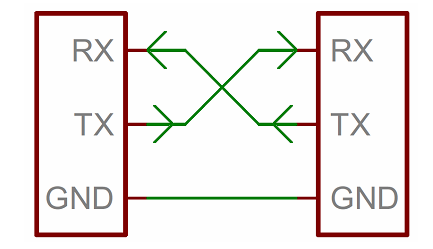 RX RX
TX TX
GND GND